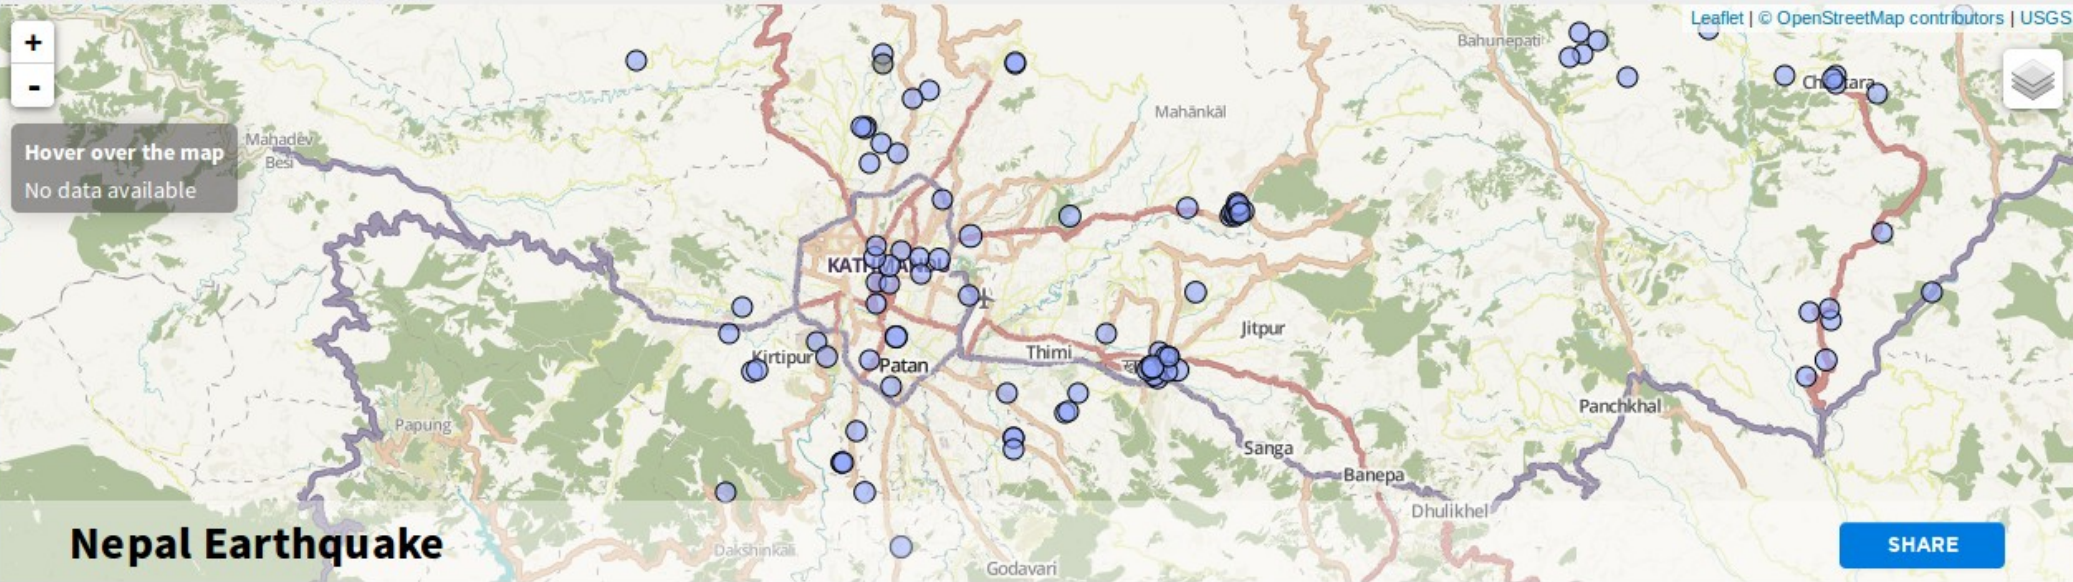 Leaflet | © OpenStreetMap contributors | USGS
+
-
Hover over the map
No data available
Mahadev
Besi
Bahunepati
Mahānkāl
KATHMANDU
Kirtipur
Patan
Thimi
Jitpur
Panchkhal
Papung
Sanga
Banepa
Dhulikhel
Dakshinkali
Godavari
Nepal Earthquake
SHARE